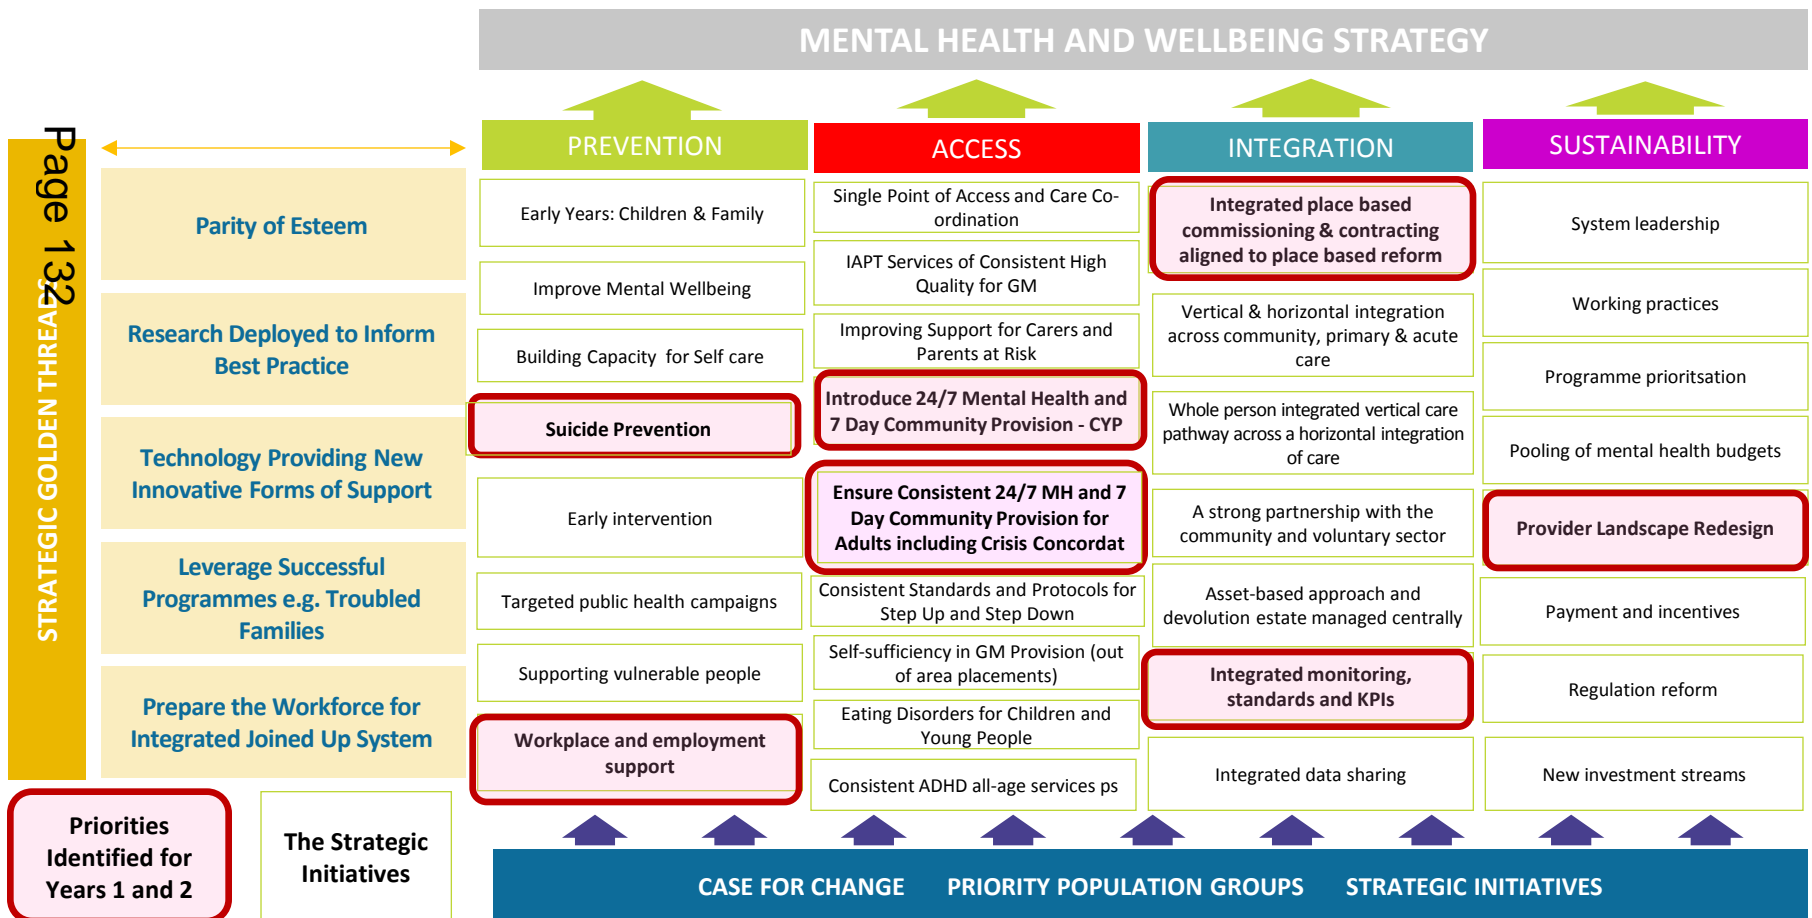 MENTAL HEALTH AND WELLBEING STRATEGY
Page 132
STRATEGIC GOLDEN THREADS
Parity of Esteem
Research Deployed to Inform
Best Practice
Technology Providing New
Innovative Forms of Support
Leverage Successful
Programmes e.g. Troubled
Families
Prepare the Workforce for
Integrated Joined Up System
PREVENTION
Early Years: Children & Family
Improve Mental Wellbeing
Building Capacity for Self care
Suicide Prevention
Early intervention
Targeted public health campaigns
Supporting vulnerable people
Workplace and employment
support
ACCESS
Single Point of Access and Care Co-
ordination
IAPT Services of Consistent High
Quality for GM
Improving Support for Carers and
Parents at Risk
Introduce 24/7 Mental Health and
7 Day Community Provision - CYP
Ensure Consistent 24/7 MH and 7
Day Community Provision for
Adults including Crisis Concordat
Consistent Standards and Protocols for
Step Up and Step Down
Self-sufficiency in GM Provision (out
of area placements)
Eating Disorders for Children and
Young People
Consistent ADHD all-age services ps
INTEGRATION
Integrated place based
commissioning & contracting
aligned to place based reform
Vertical & horizontal integration
across community, primary & acute
care
Whole person integrated vertical care
pathway across a horizontal integration
of care
A strong partnership with the
community and voluntary sector
Asset-based approach and
devolution estate managed centrally
Integrated monitoring,
standards and KPIs
Integrated data sharing
SUSTAINABILITY
System leadership
Working practices
Programme prioritsation
Pooling of mental health budgets
Provider Landscape Redesign
Payment and incentives
Regulation reform
New investment streams
Priorities
Identified for
Years 1 and 2
The Strategic
Initiatives
CASE FOR CHANGE PRIORITY POPULATION GROUPS STRATEGIC INITIATIVES